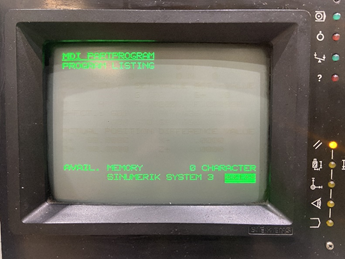 MDI PARTPROGRAM
PROGRAM LISTING
AVAIL. MEMORY 0 CHARACTER
SINUMERIK SYSTEM 3
?